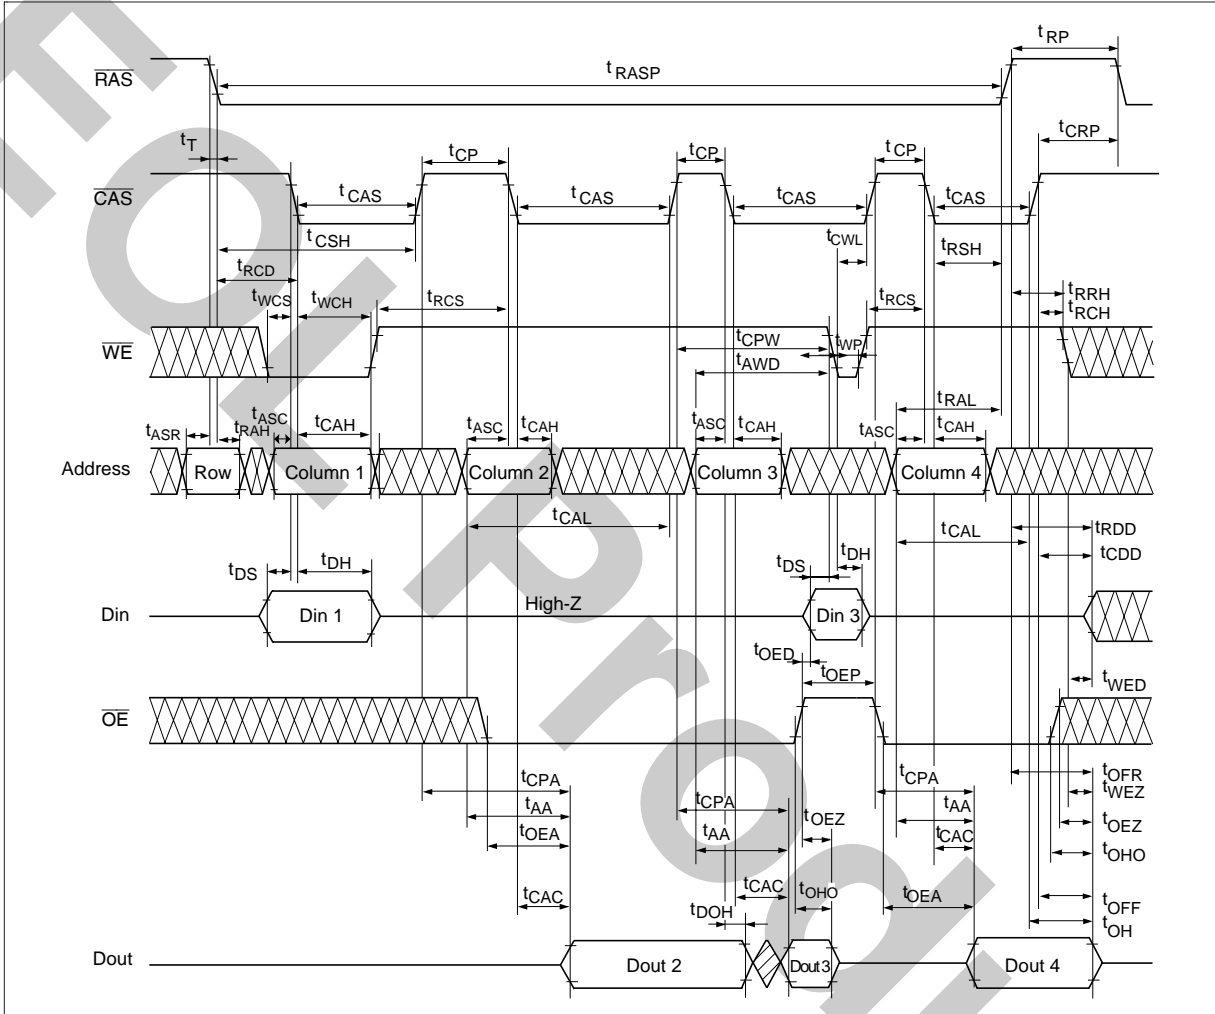 tRP
RAS
tRASP
tT
tCRP
tCP
tCP
tCP
CAS
tCAS
tCAS
tCAS
tCAS
tCSH
tCWL
tRSH
tRCD
tWCS
tWCH
tRCS
tRCS
tRRH
tRCH
WE
tCPW
tWP
tAWD
tRAL
tASR
tRAH
tASC
tCAH
tASC
tCAH
tASC
tCAH
tASC
tCAH
Address
Row
Column 1
Column 2
Column 3
Column 4
tCAL
tCAL
tRDD
tCDD
tDS
tDH
tDS
tDH
Din
Din 1
High-Z
Din 3
tOED
tOEP
tWED
OE
tCPA
tCPA
tCPA
tOFR
tWEZ
tAA
tAA
tAA
tOEZ
tOEZ
tOEA
tCAC
tOHO
tCAC
tCAC
tOHO
tOEA
tOFF
tDOH
tOH
Dout
Dout 2
Dout3
Dout 4
EOL Prod